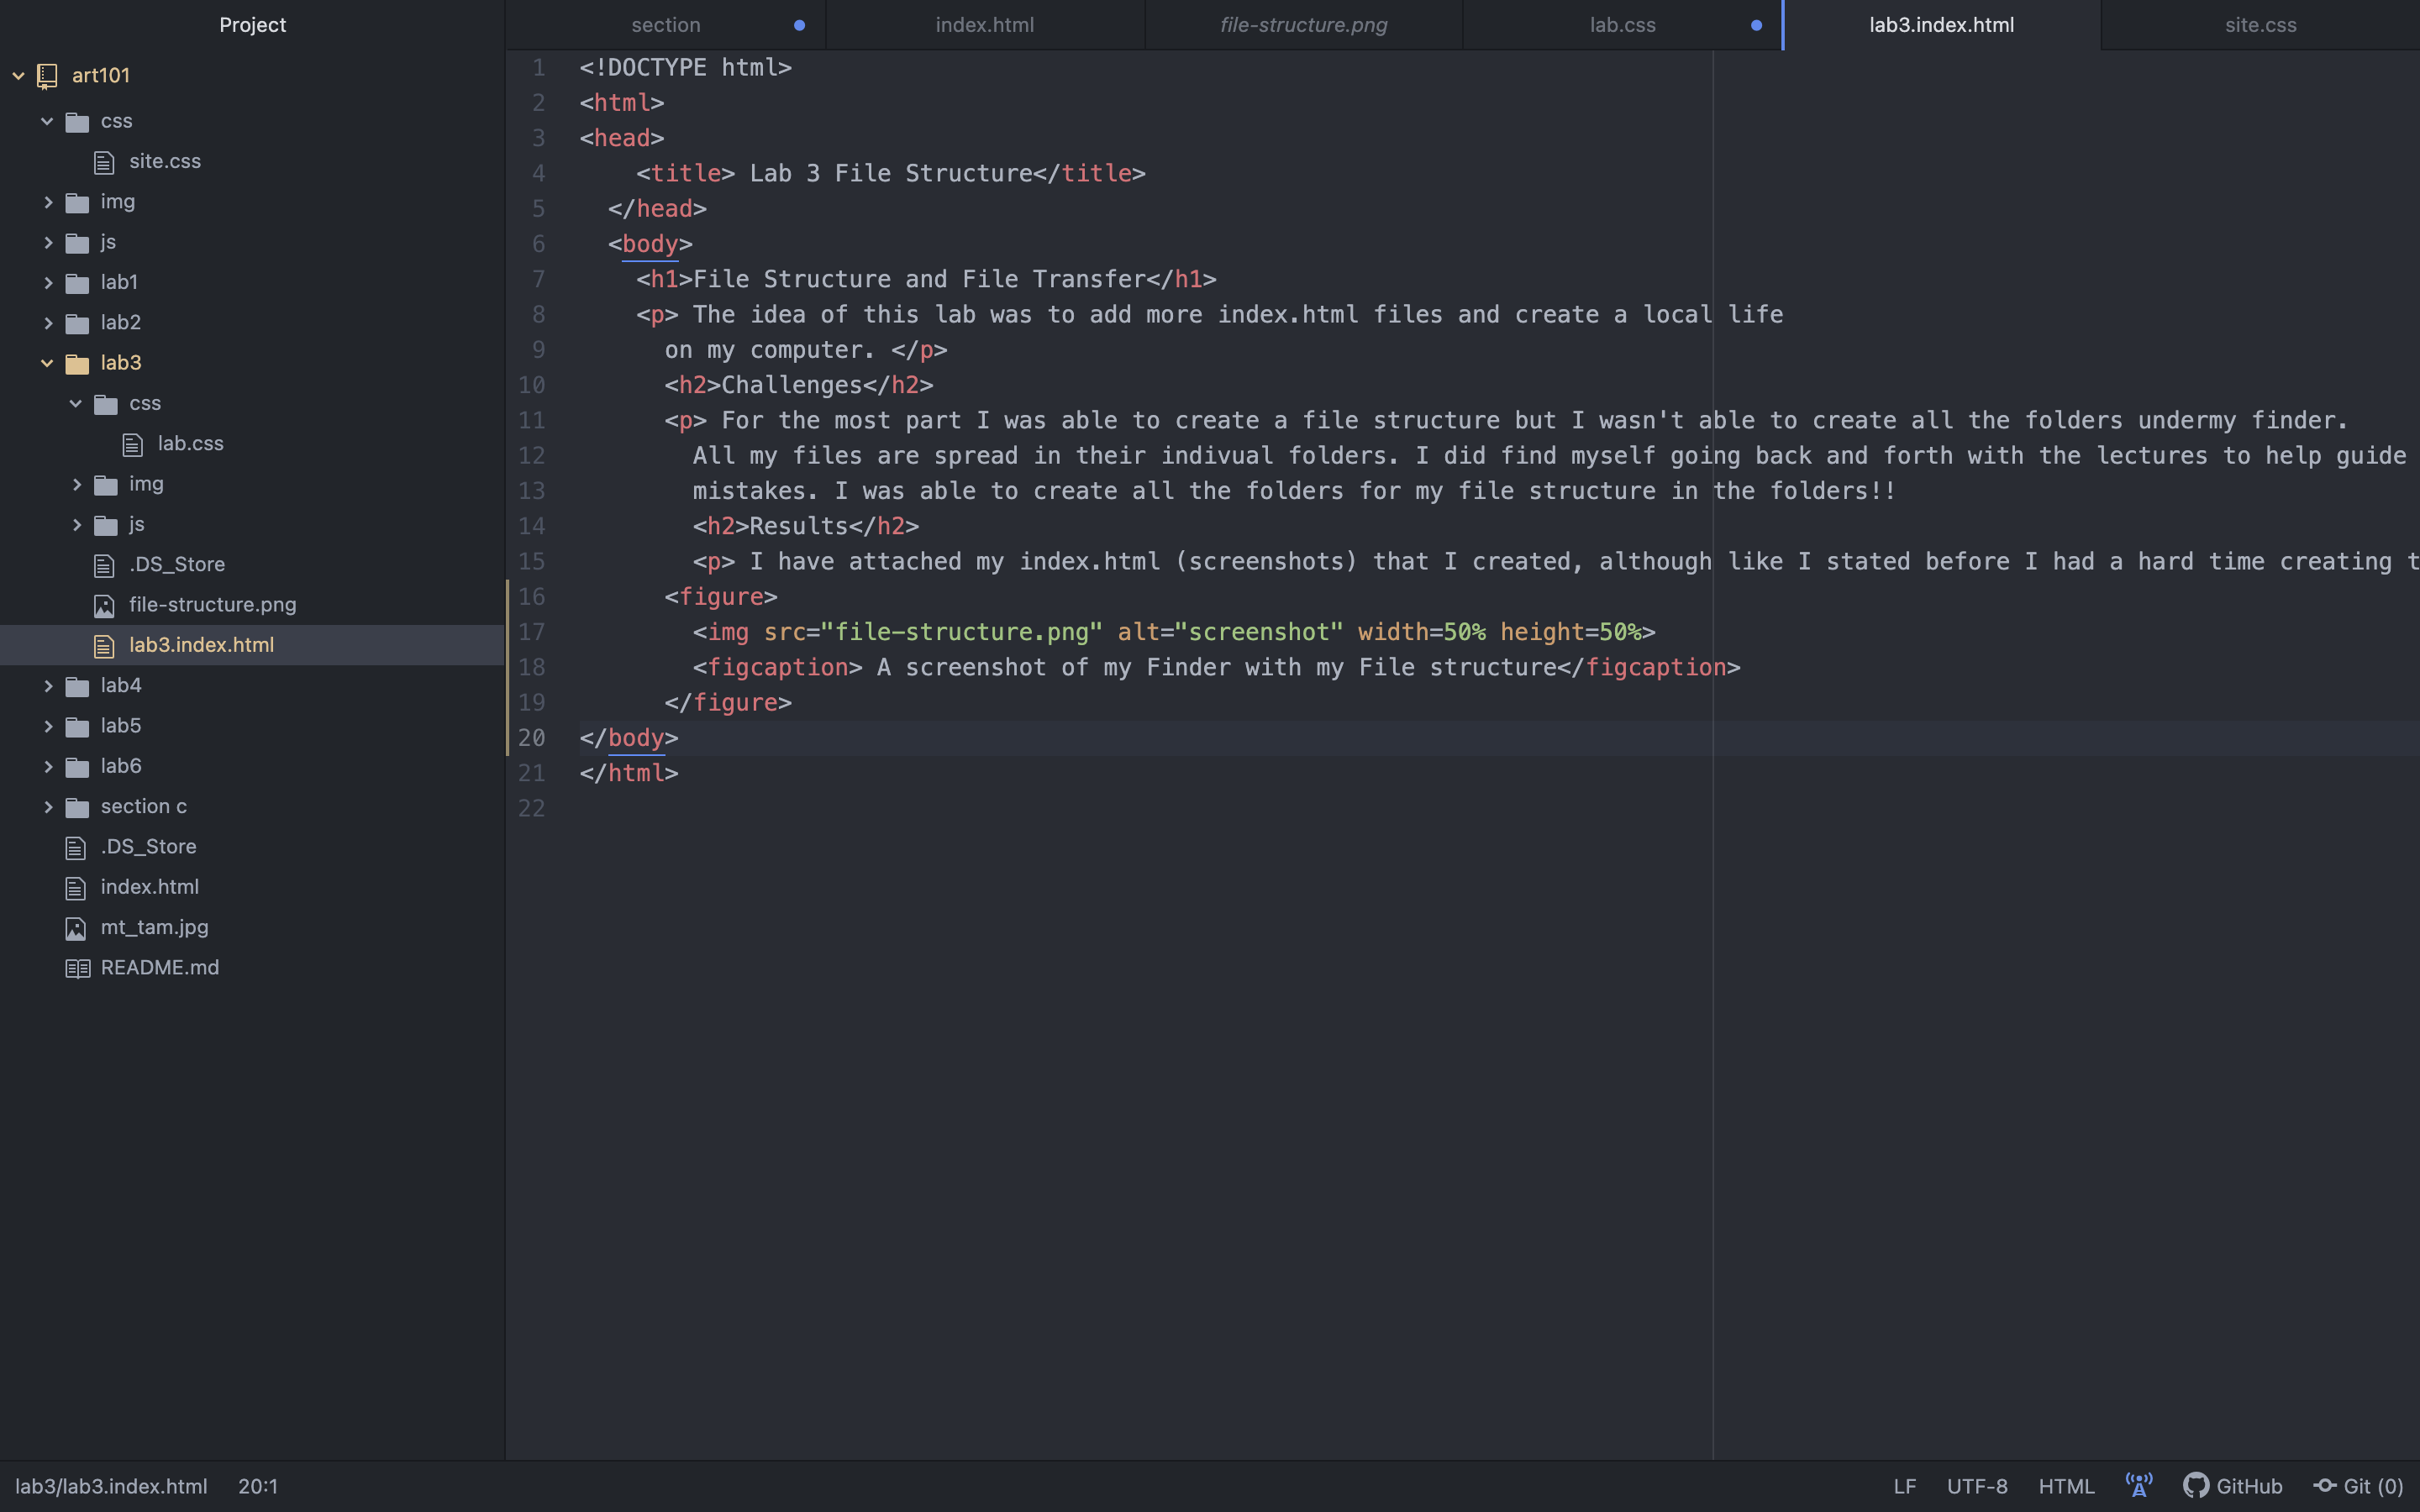 Project
art101
css
site.css
img
js
lab1
lab2
lab3
css
lab.css
img
js
.DS_Store
file-structure.png
lab3.index.html
lab4
lab5
lab6
section c
.DS_Store
index.html
mt_tam.jpg
README.md
section index.html file-structure.png lab.css lab3.index.html site.css
1 <!DOCTYPE html>
2 <html>
3 <head>
4 <title> Lab 3 File Structure</title>
5 </head>
6 <body>
7 <h1>File Structure and File Transfer</h1>
8 <p> The idea of this lab was to add more index.html files and create a local life
9 on my computer. </p>
10 <h2>Challenges</h2>
11 <p> For the most part I was able to create a file structure but I wasn't able to create all the folders undermy finder.
12 All my files are spread in their indivual folders. I did find myself going back and forth with the lectures to help guide
13 mistakes. I was able to create all the folders for my file structure in the folders!!
14 <h2>Results</h2>
15 <p> I have attached my index.html (screenshots) that I created, although like I stated before I had a hard time creating t
16 <figure>
17 <img src="file-structure.png" alt="screenshot" width=50% height=50%>
18 <figcaption> A screenshot of my Finder with my File structure</figcaption>
19 </figure>
20 </body>
21 </html>
22
lab3/lab3.index.html 20:1 LF UTF-8 HTML GitHub Git (0)